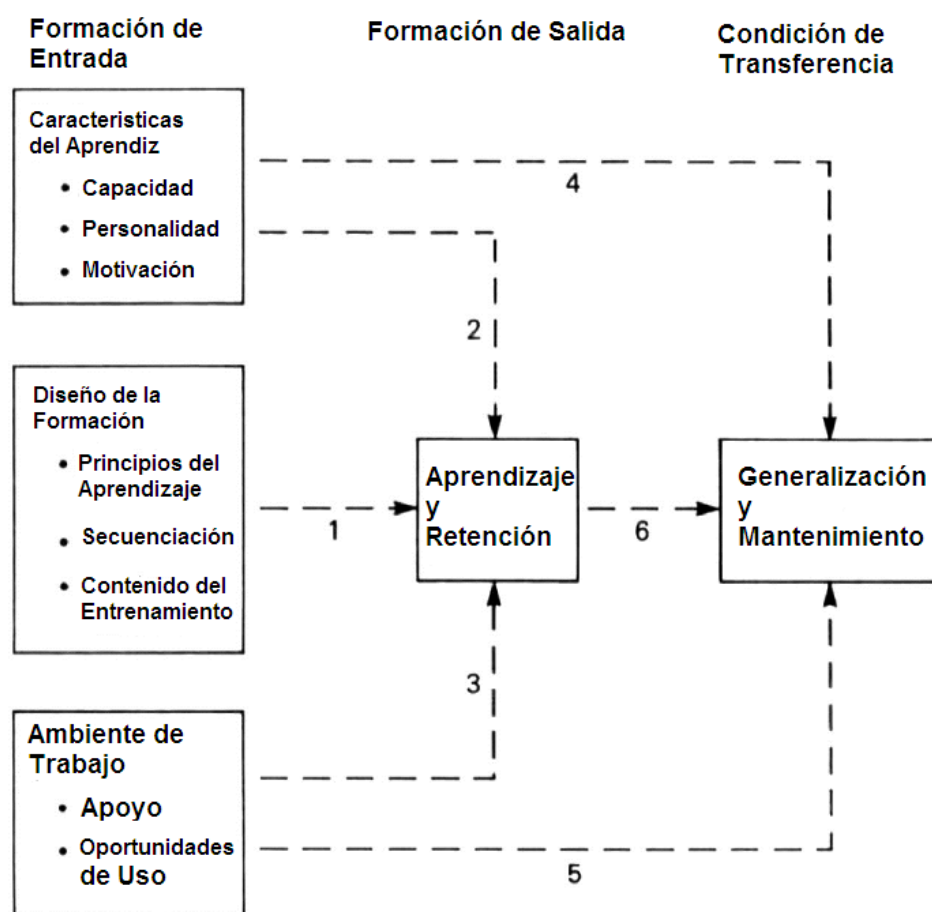 Formación de
Entrada
Formación de Salida
Condición de
Transferencia
Caracteristicas
del Aprendiz
• Capacidad
• Personalidad
• Motivación
4
2
Diseño de la
Formación
• Principios del
Aprendizaje
• Secuenciación
• Contenido del
Entrenamiento
1
Aprendizaje
y
Retención
6
Generalización
y
Mantenimiento
3
Ambiente de
Trabajo
• Apoyo
• Oportunidades
de Uso
5